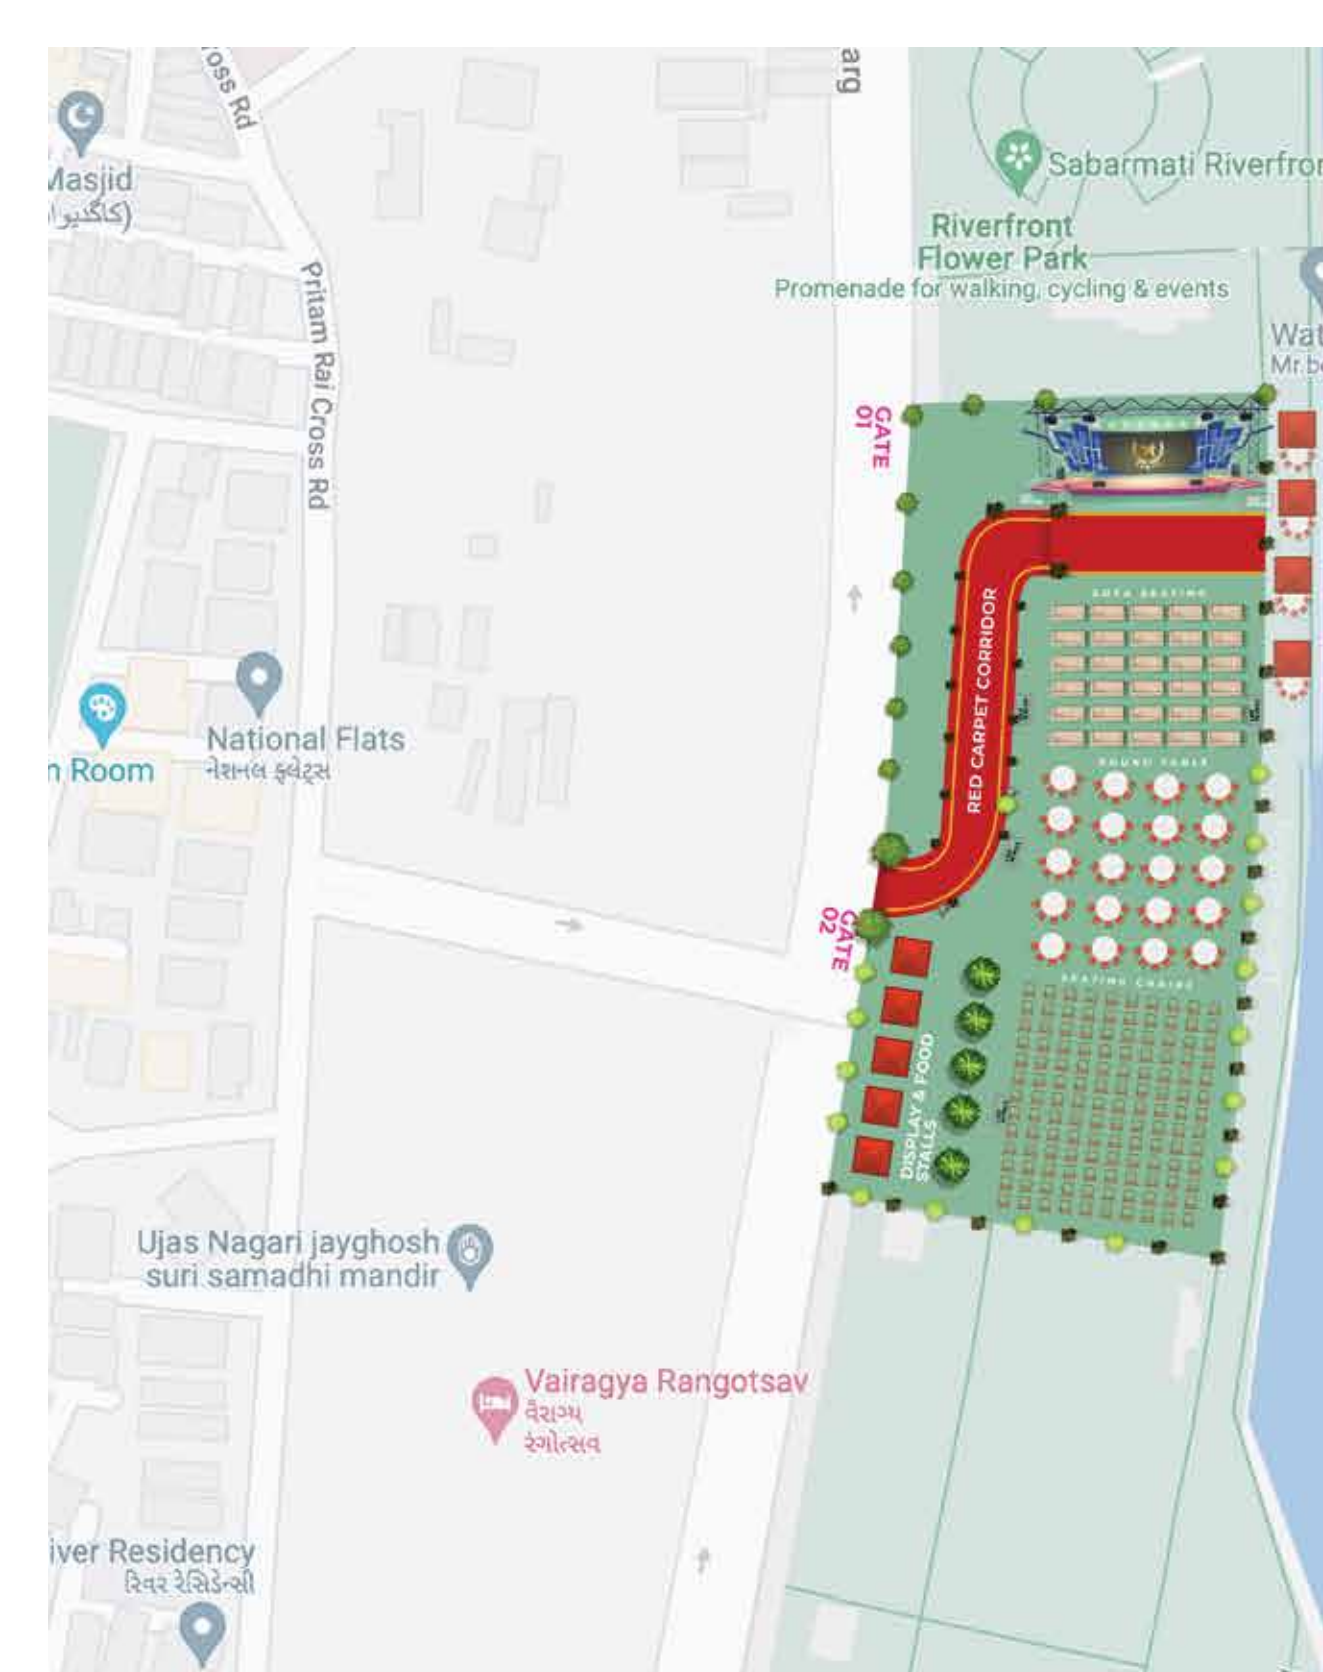 oss Rd
arg
Masjid
(کاگدیوا
Sabarmati Riverfron
Riverfront
Flower Park
Promenade for walking, cycling & events
Pritam Rai Cross Rd
Wat
Mr.bo
GATE
01
SOFA SEATING
RED CARPET CORRIDOR
National Flats
નેશનલ ફ્લેટ્સ
n Room
ROUND TABLE
GATE
02
SEATING CHAIRS
DISPLAY & FOOD
STALLS
Ujas Nagari jayghosh
suri samadhi mandir
Vairagya Rangotsav
વૈરાગ્ય
રંગોત્સવ
iver Residency
રિવર રેસિડેન્સી